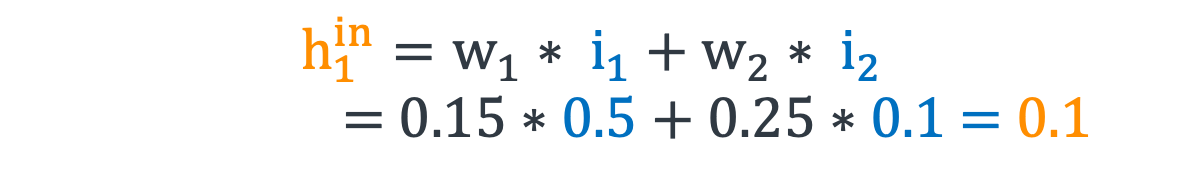 h₁ⁱⁿ = w₁ * i₁ + w₂ * i₂
= 0.15 * 0.5 + 0.25 * 0.1 = 0.1